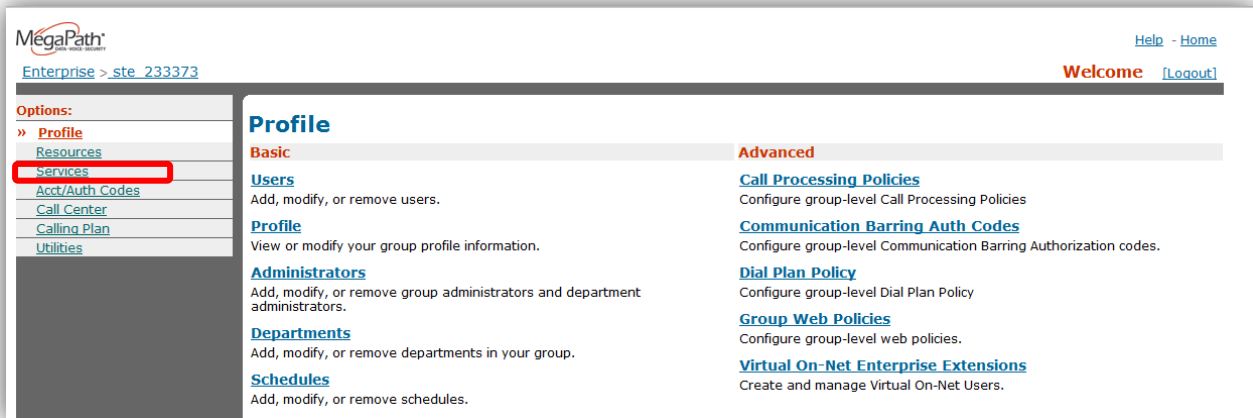 MegaPath
DATA·VOICE·SECURITY
Help - Home
Enterprise > ste_233373
Welcome [Logout]
Options:
» Profile
Resources
Services
Acct/Auth Codes
Call Center
Calling Plan
Utilities
Profile
Basic
Users
Add, modify, or remove users.
Profile
View or modify your group profile information.
Administrators
Add, modify, or remove group administrators and department
administrators.
Departments
Add, modify, or remove departments in your group.
Schedules
Add, modify, or remove schedules.
Advanced
Call Processing Policies
Configure group-level Call Processing Policies
Communication Barring Auth Codes
Configure group-level Communication Barring Authorization codes.
Dial Plan Policy
Configure group-level Dial Plan Policy
Group Web Policies
Configure group-level web policies.
Virtual On-Net Enterprise Extensions
Create and manage Virtual On-Net Users.